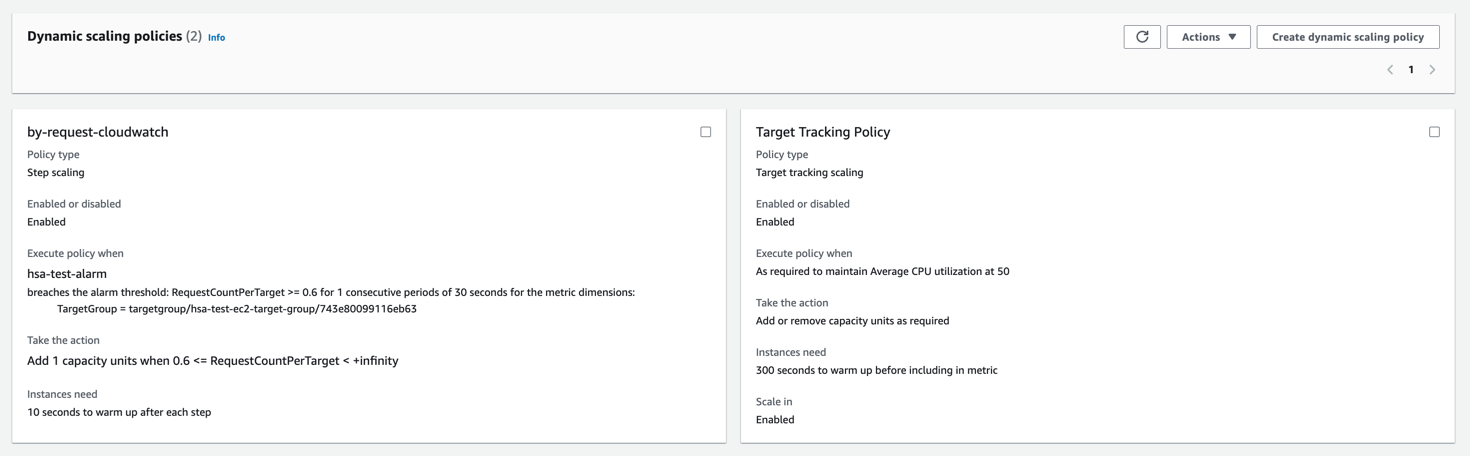 Dynamic scaling policies (2) Info
Actions ▼
Create dynamic scaling policy
1
by-request-cloudwatch
Policy type
Step scaling
Enabled or disabled
Enabled
Execute policy when
hsa-test-alarm
breaches the alarm threshold: RequestCountPerTarget >= 0.6 for 1 consecutive periods of 30 seconds for the metric dimensions:
TargetGroup = targetgroup/hsa-test-ec2-target-group/743e80099116eb63
Take the action
Add 1 capacity units when 0.6 <= RequestCountPerTarget < +infinity
Instances need
10 seconds to warm up after each step
Target Tracking Policy
Policy type
Target tracking scaling
Enabled or disabled
Enabled
Execute policy when
As required to maintain Average CPU utilization at 50
Take the action
Add or remove capacity units as required
Instances need
300 seconds to warm up before including in metric
Scale in
Enabled